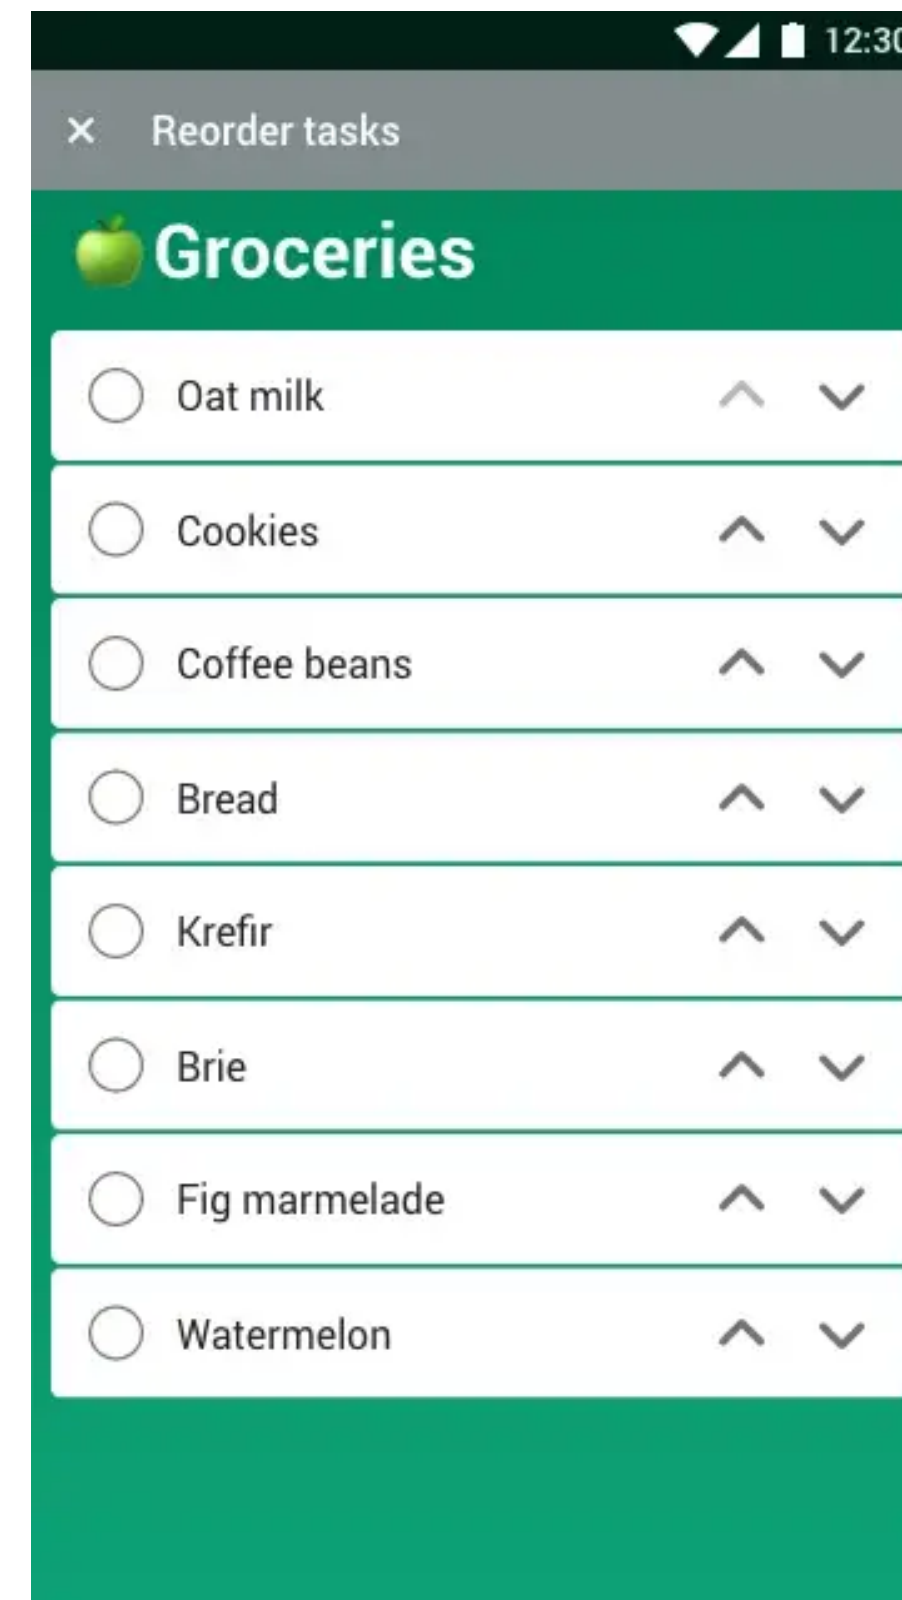 12:30
Reorder tasks
Groceries
Oat milk
Cookies
Coffee beans
Bread
Krefir
Brie
Fig marmelade
Watermelon